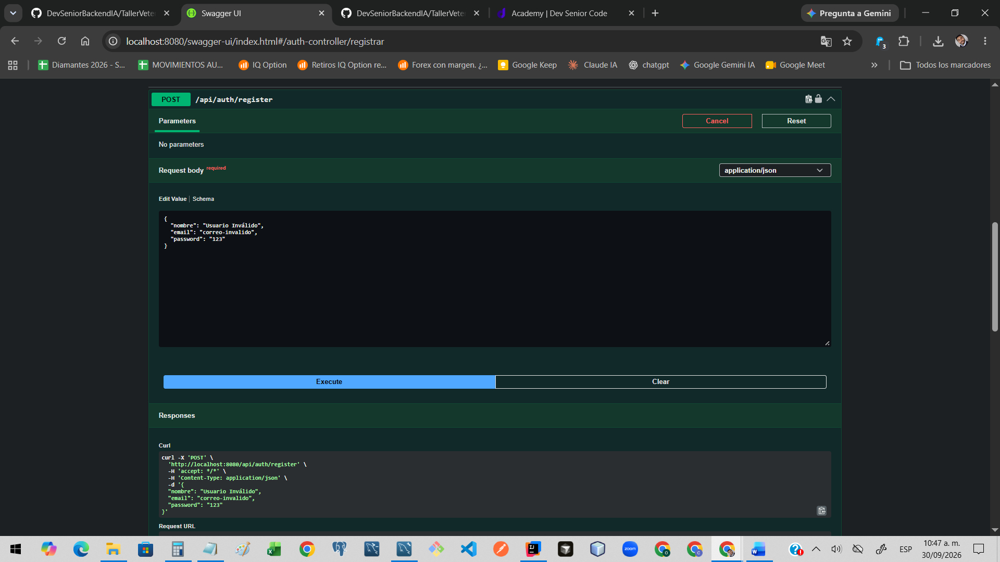 DevSeniorBackendIA/TallerVeter
Swagger UI
DevSeniorBackendIA/TallerVete
Academy | Dev Senior Code
Pregunta a Gemini
localhost:8080/swagger-ui/index.html#/auth-controller/registrar
3
Diamantes 2026 - S...
MOVIMIENTOS AU...
IQ Option
Retiros IQ Option re...
Forex con margen. ¿...
Google Keep
Claude IA
chatgpt
Google Gemini IA
Google Meet
Todos los marcadores
POST /api/auth/register
Parameters
Cancel
Reset
No parameters
Request body required
application/json
Edit Value | Schema
{
"nombre": "Usuario Inválido",
"email": "correo-invalido",
"password": "123"
}
Execute
Clear
Responses
Curl
curl -X 'POST' \
'http://localhost:8080/api/auth/register' \
-H 'accept: */*' \
-H 'Content-Type: application/json' \
-d '{
"nombre": "Usuario Inválido",
"email": "correo-invalido",
"password": "123"
}'
Request URL
zoom
ESP
10:47 a. m.
30/09/2026